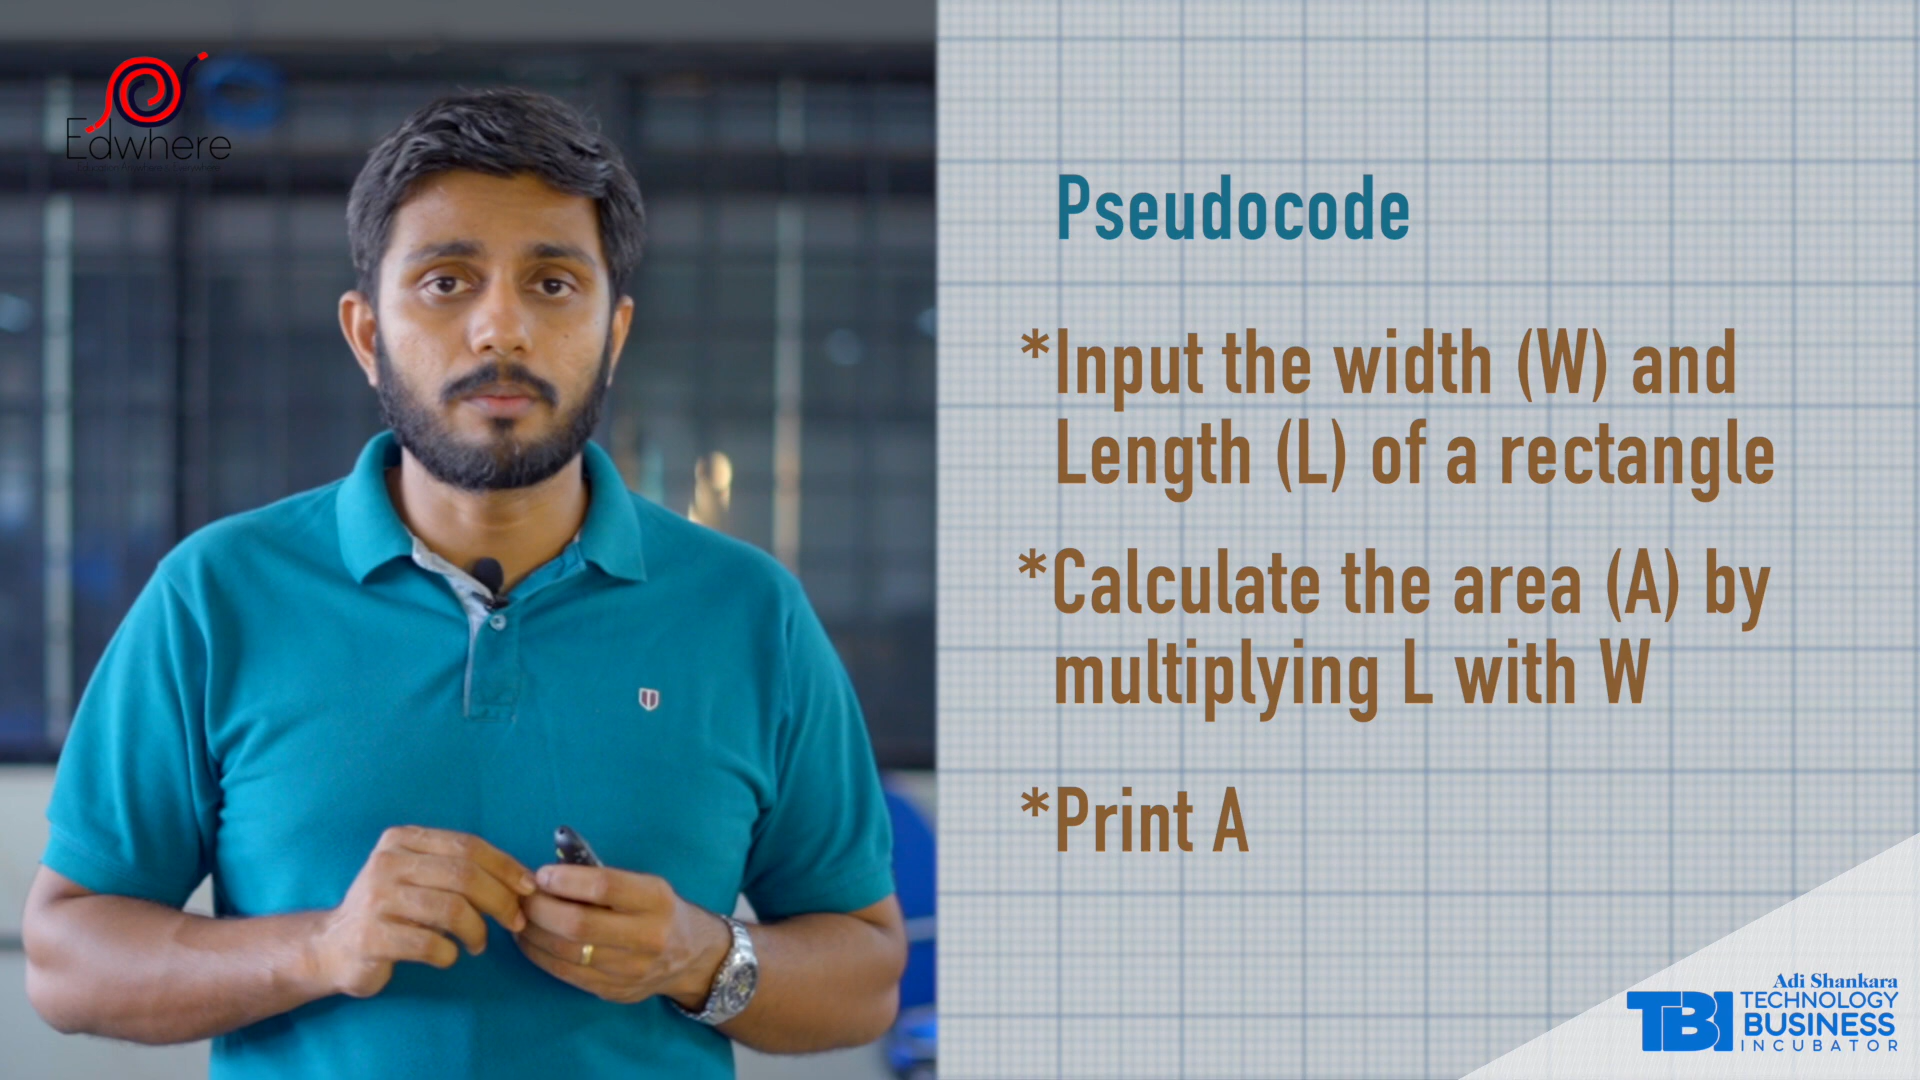 Edwhere
Pseudocode
*Input the width (W) and
Length (L) of a rectangle
*Calculate the area (A) by
multiplying L with W
*Print A
Adi Shankara
TBI TECHNOLOGY
BUSINESS
INCUBATOR